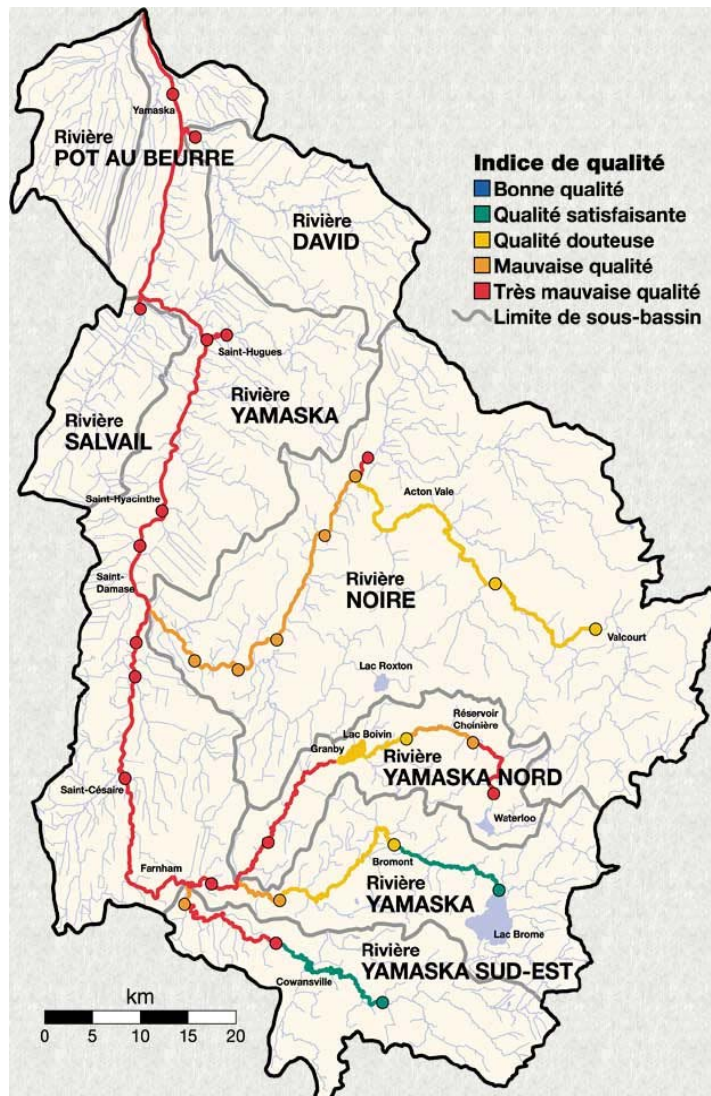 Yamaska
Rivière
POT AU BEURRE
Rivière
DAVID
Indice de qualité
Bonne qualité
Qualité satisfaisante
Qualité douteuse
Mauvaise qualité
Très mauvaise qualité
Limite de sous-bassin
Saint-Hugues
Rivière
YAMASKA
Rivière
SALVAIL
Saint-Hyacinthe
Acton Vale
Saint-
Damase
Rivière
NOIRE
Valcourt
Lac Roxton
Réservoir
Choinière
Lac Boivin
Granby
Rivière
YAMASKA NORD
Saint-Césaire
Waterloo
Farnham
Bromont
Rivière
YAMASKA
Lac Brome
Rivière
YAMASKA SUD-EST
Cowansville
km
0 5 10 15 20